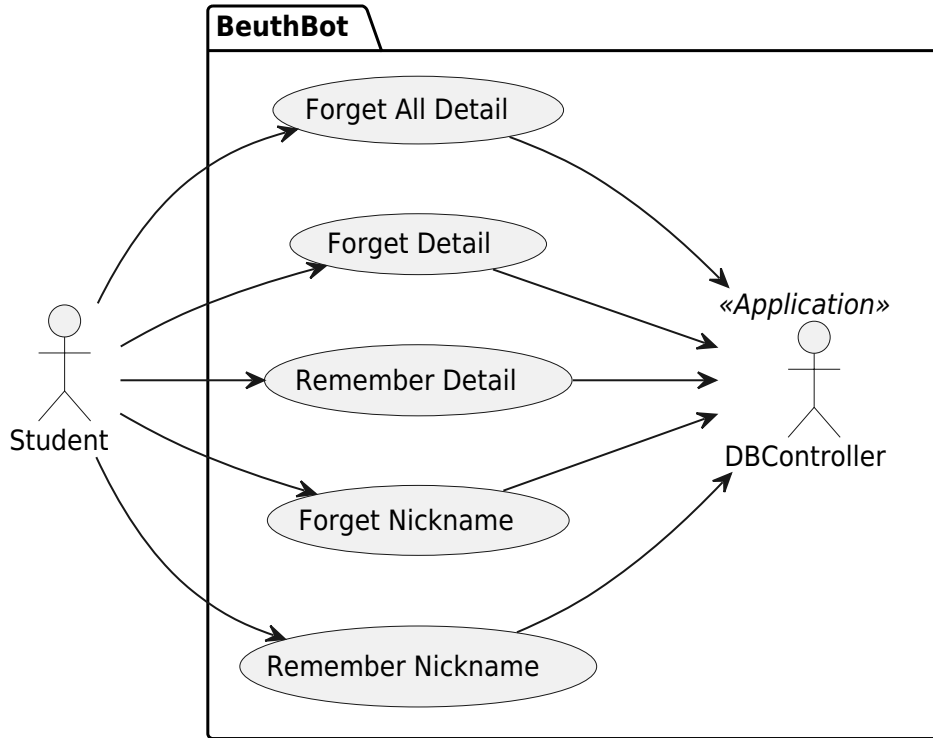 BeuthBot
Forget All Detail
Forget Detail
«Application»
Remember Detail
Student
DBController
Forget Nickname
Remember Nickname